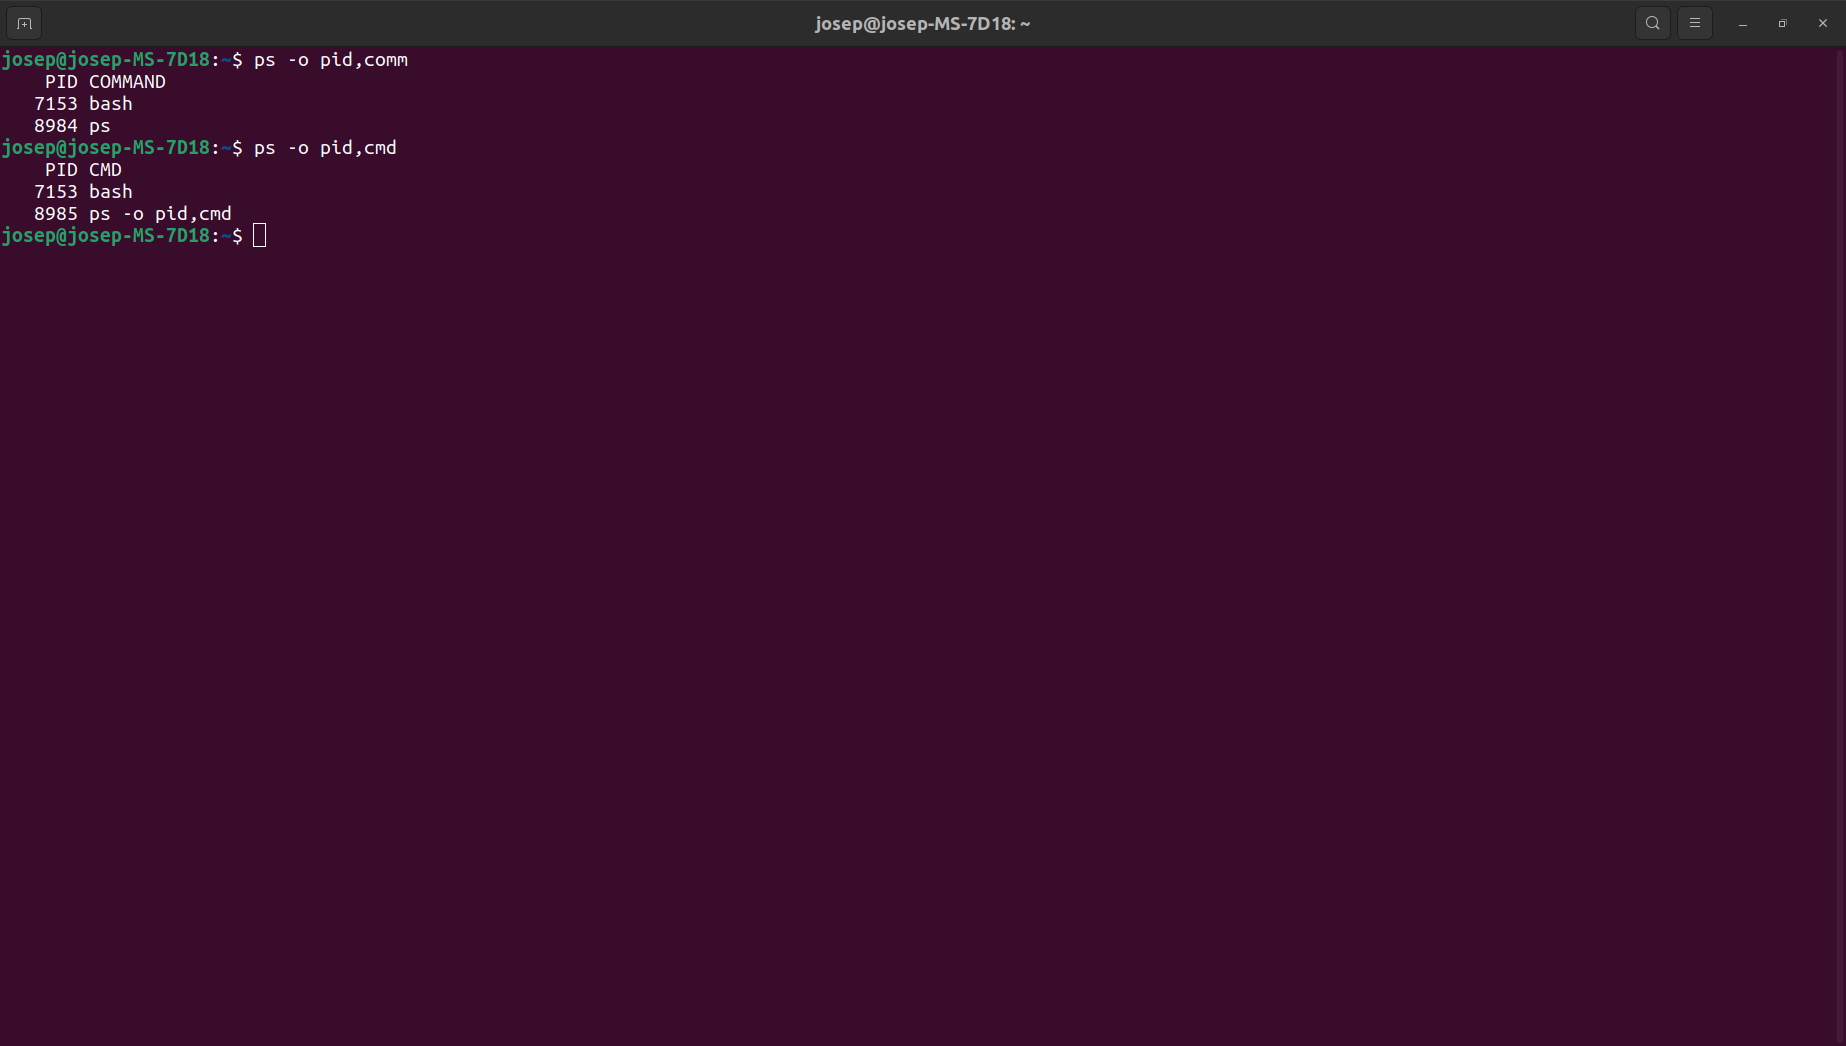 josep@josep-MS-7D18: ~
josep@josep-MS-7D18:~$ ps -o pid,comm
    PID COMMAND
   7153 bash
   8984 ps
josep@josep-MS-7D18:~$ ps -o pid,cmd
    PID CMD
   7153 bash
   8985 ps -o pid,cmd
josep@josep-MS-7D18:~$